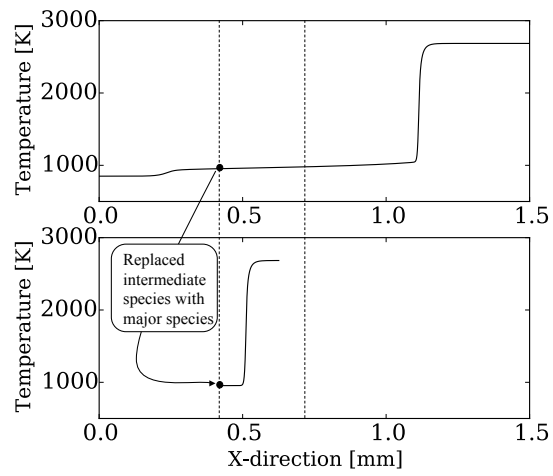 3000
2000
1000
Temperature [K]
0.0 0.5 1.0 1.5
3000
2000
1000
Temperature [K]
Replaced
intermediate
species with
major species
0.0 0.5 1.0 1.5
X-direction [mm]